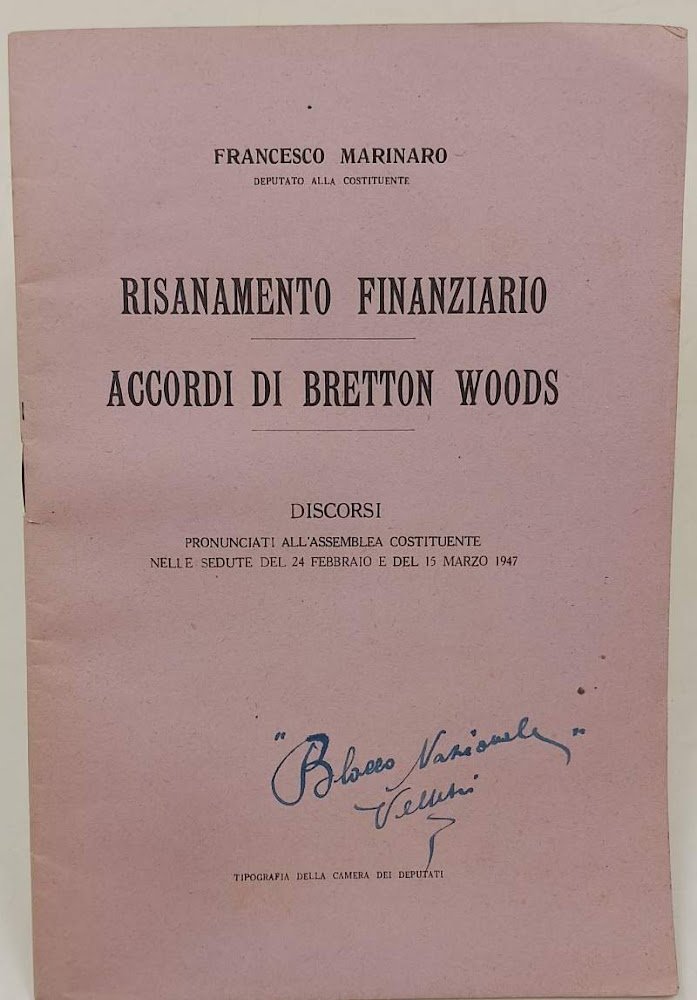 FRANCESCO MARINARO
DEPUTATO ALLA COSTITUENTE
RISANAMENTO FINANZIARIO
ACCORDI DI BRETTON WOODS
DISCORSI
PRONUNCIATI ALL'ASSEMBLEA COSTITUENTE
NELLE SEDUTE DEL 24 FEBBRAIO E DEL 15 MARZO 1947
"Blocco Nazionale"
Velletri
TIPOGRAFIA DELLA CAMERA DEI DEPUTATI